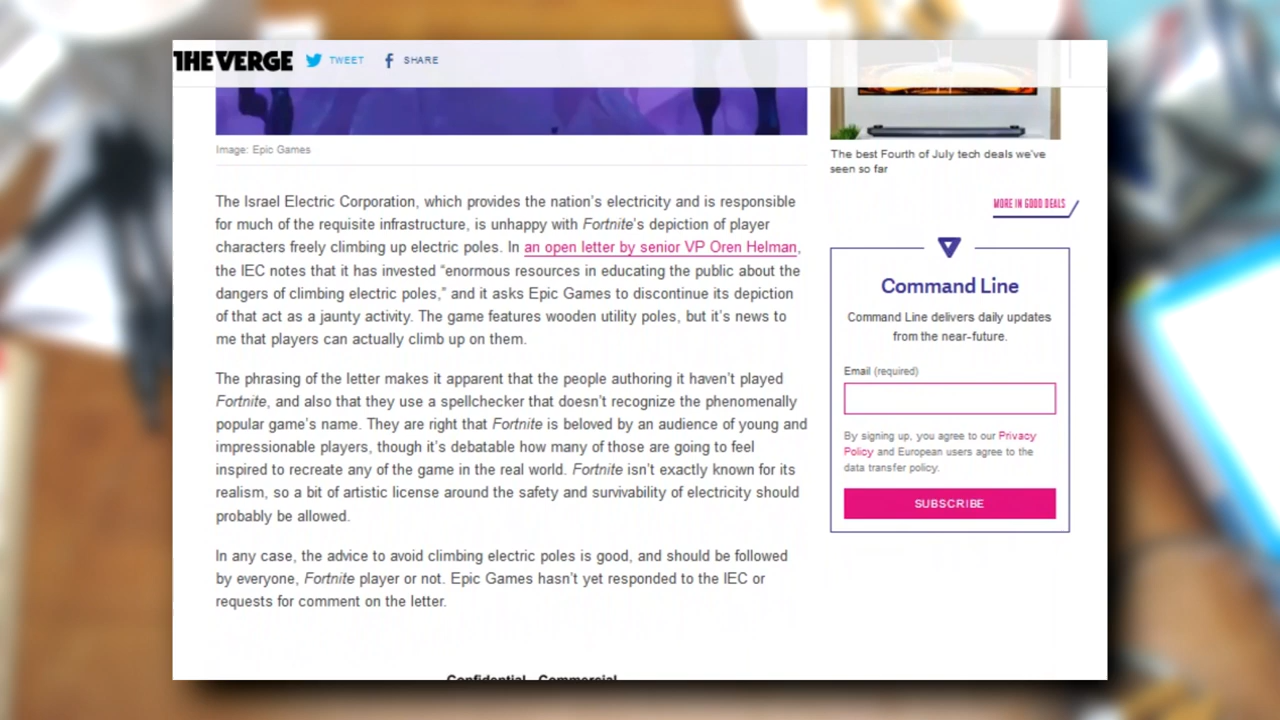 THE VERGE TWEET SHARE
Image: Epic Games
The Israel Electric Corporation, which provides the nation's electricity and is responsible
for much of the requisite infrastructure, is unhappy with Fortnite's depiction of player
characters freely climbing up electric poles. In an open letter by senior VP Oren Helman,
the IEC notes that it has invested “enormous resources in educating the public about the
dangers of climbing electric poles,” and it asks Epic Games to discontinue its depiction
of that act as a jaunty activity. The game features wooden utility poles, but it's news to
me that players can actually climb up on them.
The phrasing of the letter makes it apparent that the people authoring it haven't played
Fortnite, and also that they use a spellchecker that doesn't recognize the phenomenally
popular game's name. They are right that Fortnite is beloved by an audience of young and
impressionable players, though it's debatable how many of those are going to feel
inspired to recreate any of the game in the real world. Fortnite isn't exactly known for its
realism, so a bit of artistic license around the safety and survivability of electricity should
probably be allowed.
In any case, the advice to avoid climbing electric poles is good, and should be followed
by everyone, Fortnite player or not. Epic Games hasn't yet responded to the IEC or
requests for comment on the letter.
Confidential - Commercial
The best Fourth of July tech deals we've
seen so far
MORE IN GOOD DEALS
Command Line
Command Line delivers daily updates
from the near-future.
Email (required)
By signing up, you agree to our Privacy
Policy and European users agree to the
data transfer policy.
SUBSCRIBE